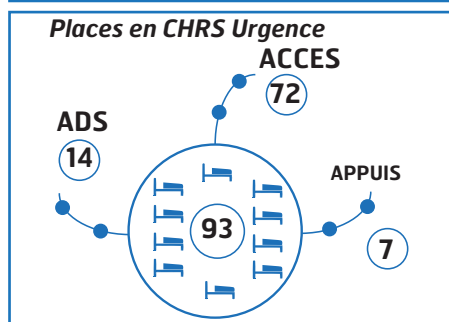 Places en CHRS Urgence
ACCES
72
ADS
14
APPUIS
93
7